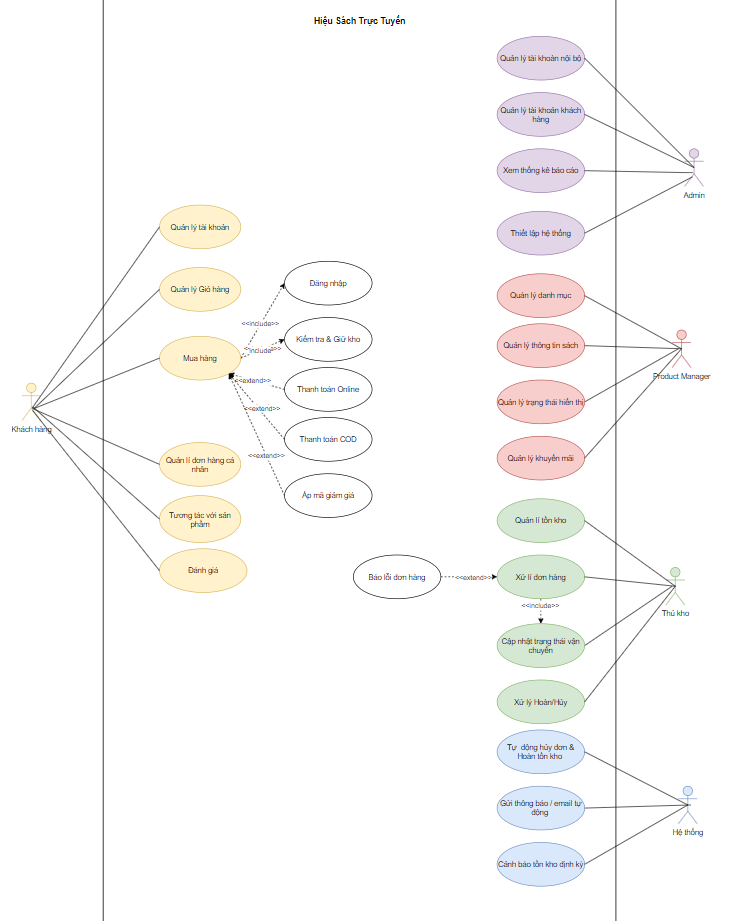 Hiệu Sách Trực Tuyến
Quản lý tài khoản nội bộ
Quản lý tài khoản khách
hàng
Xem thống kê báo cáo
Thiết lập hệ thống
Admin
Quản lý tài khoản
Quản lý Giỏ hàng
Mua hàng
Quản lí đơn hàng cá
nhân
Tương tác với sản
phẩm
Đánh giá
Khách hàng
Đăng nhập
Kiểm tra & Giữ kho
Thanh toán Online
Thanh toán COD
Áp mã giảm giá
<<include>>
<<include>>
<<extend>>
<<extend>>
<<extend>>
Quản lý danh mục
Quản lý thông tin sách
Quản lý trạng thái hiển thị
Quản lý khuyến mãi
Product Manager
Quản lí tồn kho
Báo lỗi đơn hàng
<<extend>>
Xử lí đơn hàng
<<include>>
Cập nhật trạng thái vận
chuyển
Xử lý Hoàn/Hủy
Thủ kho
Tự động hủy đơn &
Hoàn tồn kho
Gửi thông báo / email tự
động
Cảnh báo tồn kho định kỳ
Hệ thống